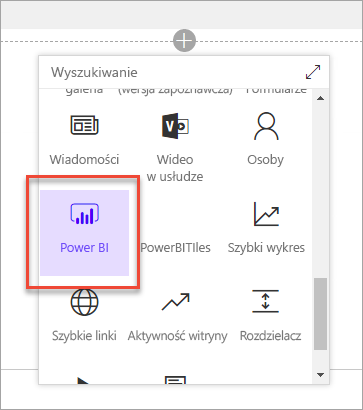 Wyszukiwanie
galeria (wersja zapoznawcza) Formularze
Wiadomości Wideo Osoby
w usłudze
Power BI PowerBITIles Szybki wykres
Szybkie linki Aktywność witryny Rozdzielacz